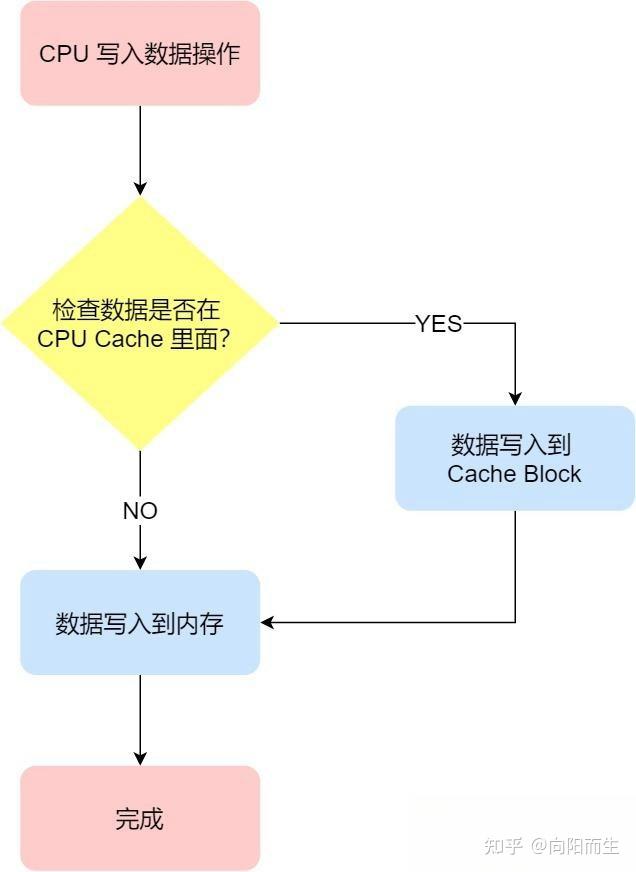 CPU 写入数据操作
检查数据是否在
CPU Cache 里面？
YES
数据写入到
Cache Block
NO
数据写入到内存
完成
知乎 @向阳而生